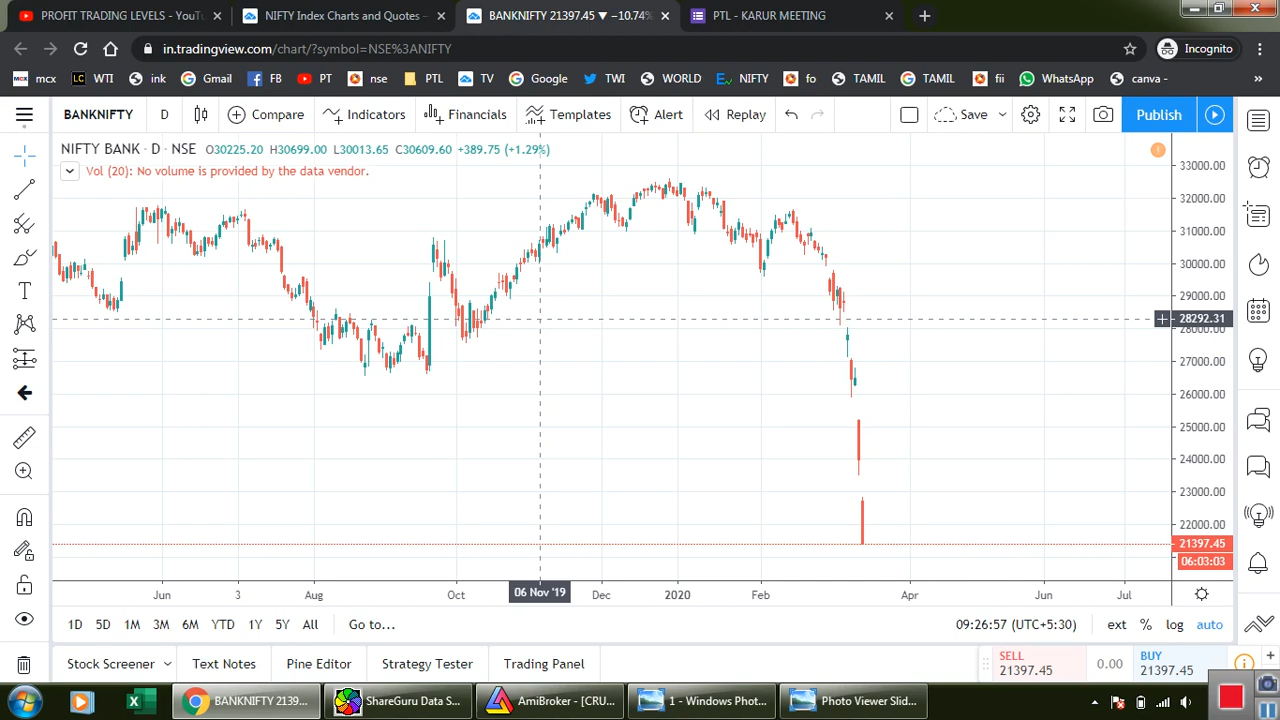 PROFIT TRADING LEVELS - YouTu
NIFTY Index Charts and Quotes -
BANKNIFTY 21397.45 ▼ −10.74%
PTL - KARUR MEETING
in.tradingview.com/chart/?symbol=NSE%3ANIFTY
Incognito
mcx
WTI
ink
Gmail
FB
PT
nse
PTL
TV
Google
TWI
WORLD
NIFTY
fo
TAMIL
TAMIL
fii
WhatsApp
canva -
»
BANKNIFTY
D
Compare
Indicators
Financials
Templates
Alert
Replay
Save
Publish
NIFTY BANK · D · NSE O30225.20 H30699.00 L30013.65 C30609.60 +389.75 (+1.29%)
Vol (20): No volume is provided by the data vendor.
33000.00
32000.00
31000.00
30000.00
29000.00
28292.31
28000.00
27000.00
26000.00
25000.00
24000.00
23000.00
22000.00
21397.45
06:03:03
Jun
3
Aug
Oct
06 Nov '19
Dec
2020
Feb
Apr
Jun
Jul
1D 5D 1M 3M 6M YTD 1Y 5Y All Go to...
09:26:57 (UTC+5:30) ext % log auto
Stock Screener
Text Notes
Pine Editor
Strategy Tester
Trading Panel
SELL
21397.45
0.00
BUY
21397.45
BANKNIFTY 2139...
ShareGuru Data S...
AmiBroker - [CRU...
1 - Windows Phot...
Photo Viewer Slid...